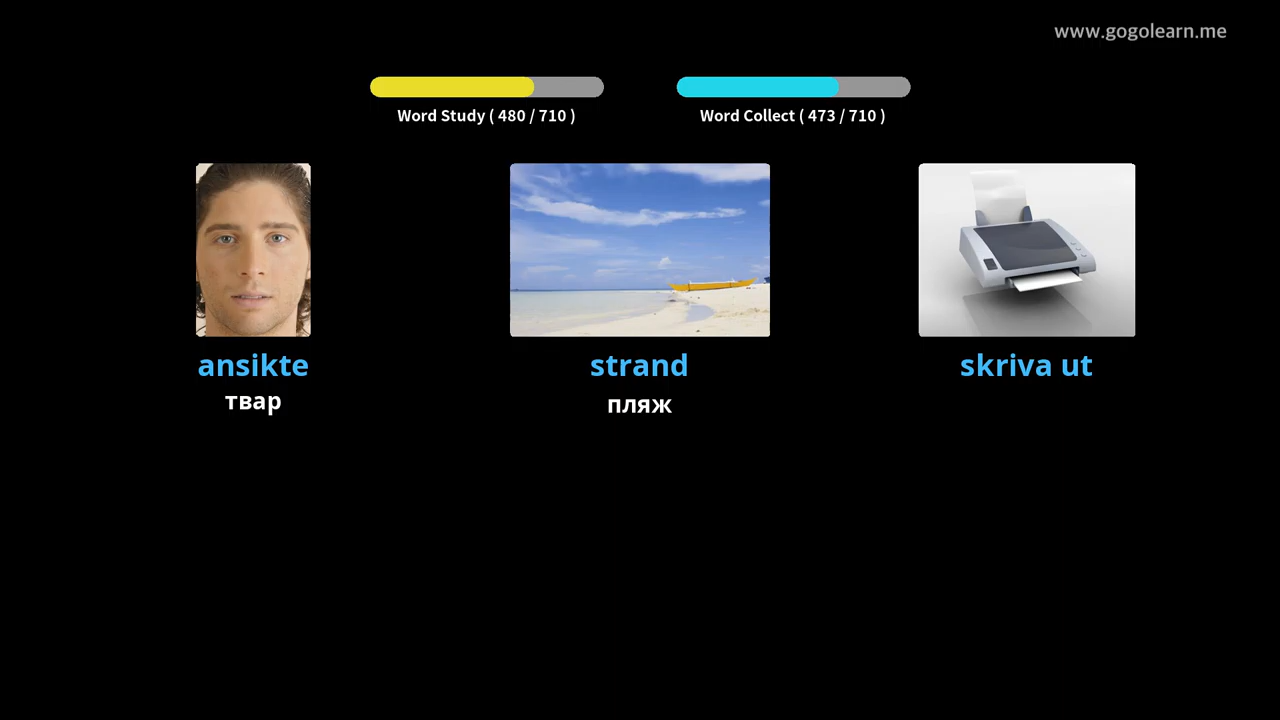 www.gogolearn.me
Word Study ( 480 / 710 )
Word Collect ( 473 / 710 )
ansikte
твар
strand
пляж
skriva ut